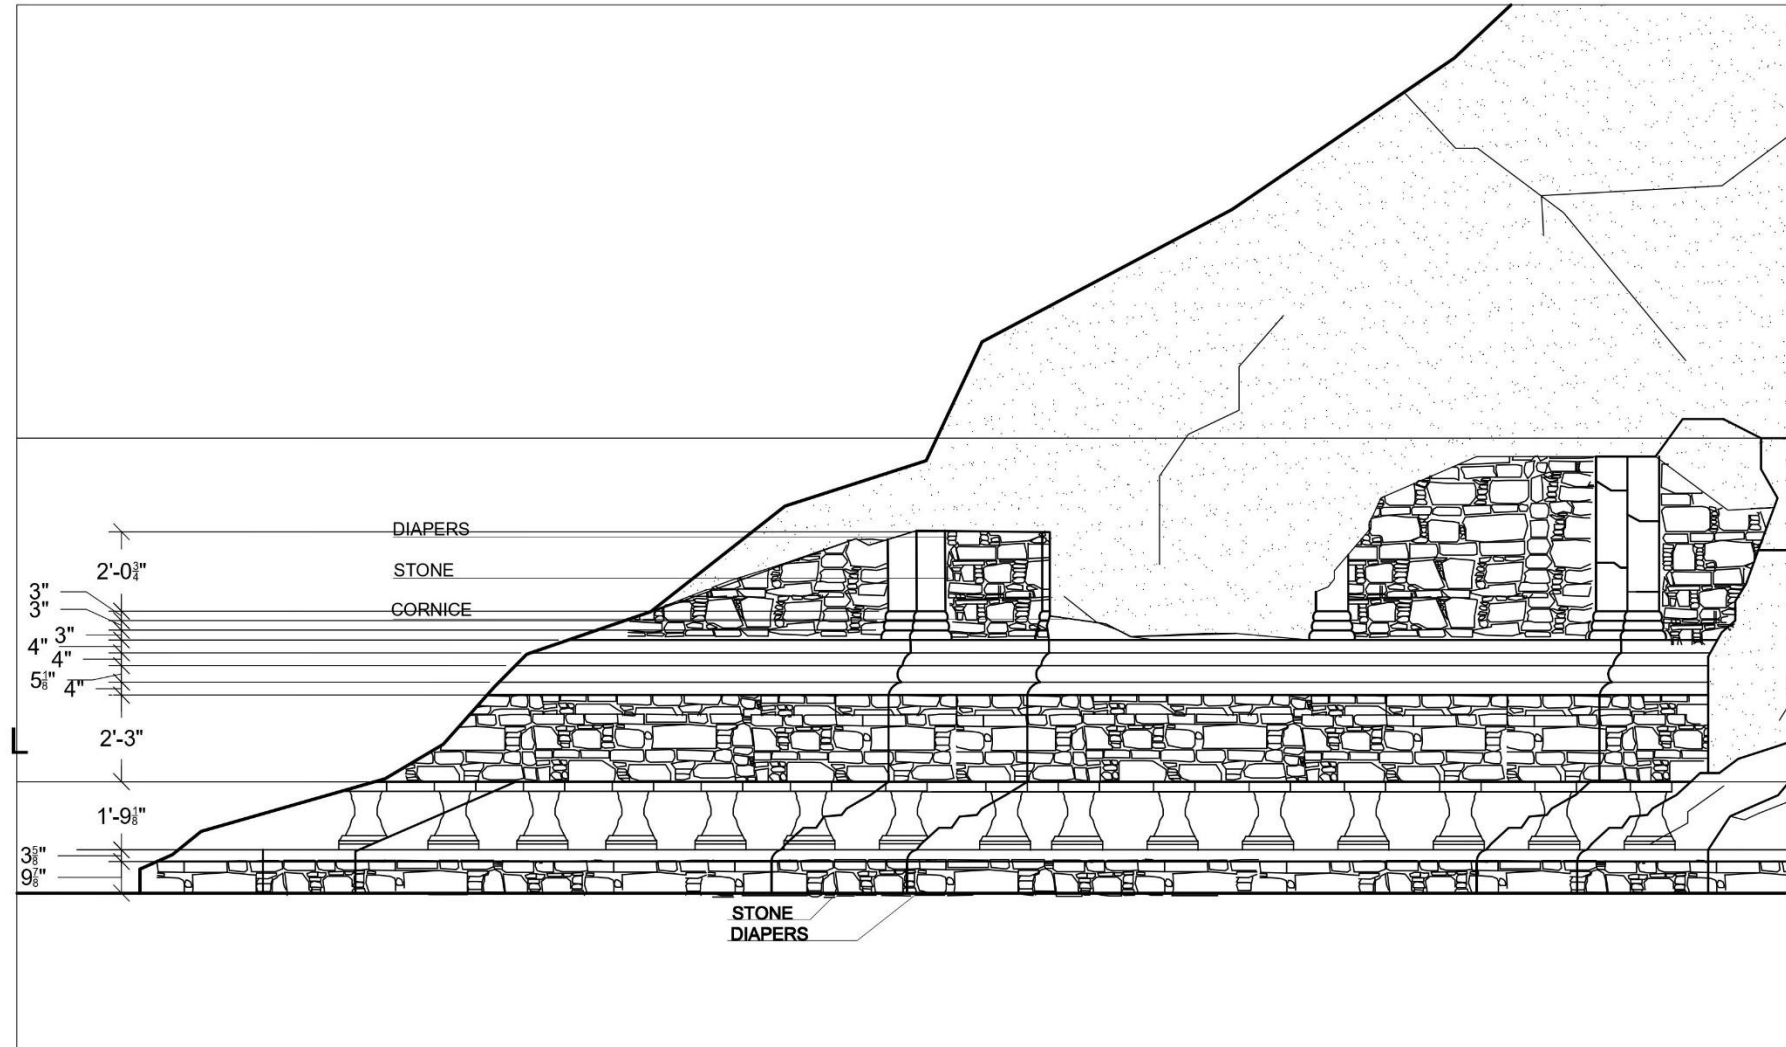 DIAPERS
2'-0¾"
STONE
3"
3"
CORNICE
3"
4"
4"
5⅛"
4"
2'-3"
L
1'-9⅛"
3⅝"
9⅞"
STONE
DIAPERS